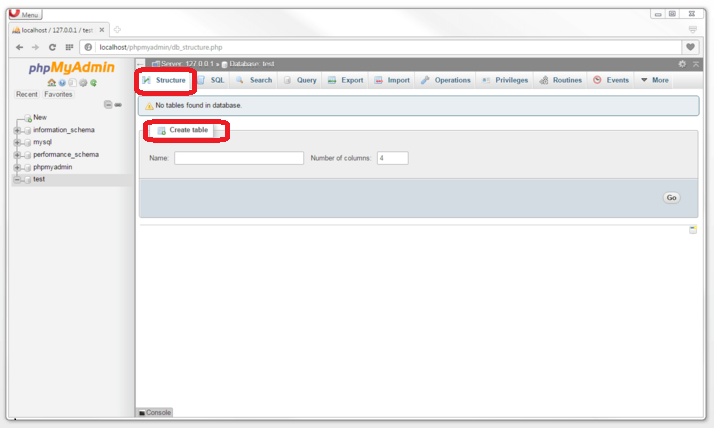 Menu
localhost / 127.0.0.1 / test
localhost/phpmyadmin/db_structure.php
phpMyAdmin
Recent Favorites
New
information_schema
mysql
performance_schema
phpmyadmin
test
Server: 127.0.0.1 » Database: test
Structure SQL Search Query Export Import Operations Privileges Routines Events More
No tables found in database.
Create table
Name: Number of columns: 4
Go
Console